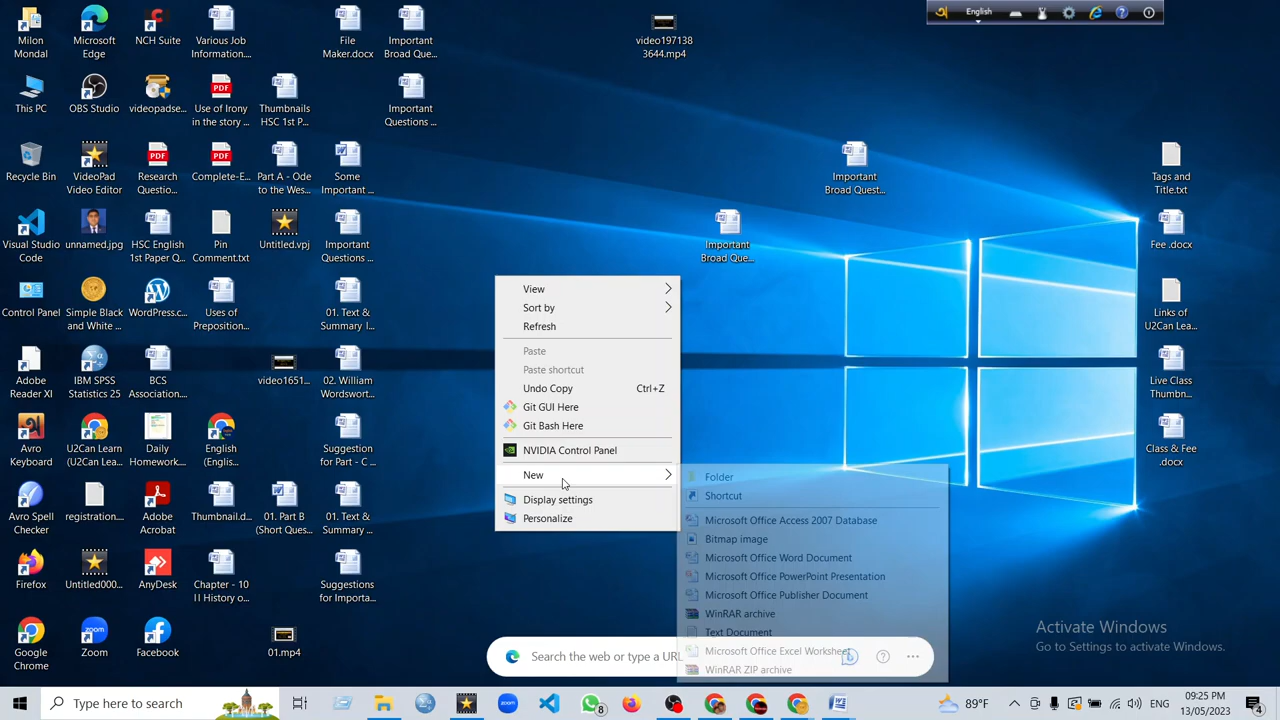 Milon
Mondal
Microsoft
Edge
NCH Suite
Various Job
Information....
File
Maker.docx
Important
Broad Que...
video197138
3644.mp4
English
This PC
OBS Studio
videopadse...
Use of Irony
in the story ...
Thumbnails
HSC 1st P...
Important
Questions ...
Recycle Bin
VideoPad
Video Editor
Research
Questio...
Complete-E...
Part A - Ode
to the Wes...
Some
Important ...
Important
Broad Quest...
Tags and
Title.txt
Visual Studio
Code
unnamed.jpg
HSC English
1st Paper Q...
Pin
Comment.txt
Untitled.vpj
Important
Questions ...
Important
Broad Que...
Fee .docx
Control Panel
Simple Black
and White ...
WordPress.c...
Uses of
Preposition...
01. Text &
Summary I...
Links of
U2Can Lea...
Adobe
Reader XI
IBM SPSS
Statistics 25
BCS
Association....
video1651...
02. William
Wordswort...
Live Class
Thumbn...
Avro
Keyboard
U2Can Learn
(U2Can Lea...
Daily
Homework....
English
(Englis...
Suggestion
for Part - C ...
Class & Fee
.docx
Avro Spell
Checker
registration...
Adobe
Acrobat
Thumbnail.d...
01. Part B
(Short Ques...
01. Text &
Summary ...
Firefox
Untitled000...
AnyDesk
Chapter - 10
II History o...
Suggestions
for Importa...
Google
Chrome
Zoom
Facebook
01.mp4
View
Sort by
Refresh
Paste
Paste shortcut
Undo Copy Ctrl+Z
Git GUI Here
Git Bash Here
NVIDIA Control Panel
New
Display settings
Personalize
Folder
Shortcut
Microsoft Office Access 2007 Database
Bitmap image
Microsoft Office Word Document
Microsoft Office PowerPoint Presentation
Microsoft Office Publisher Document
WinRAR archive
Text Document
Microsoft Office Excel Worksheet
WinRAR ZIP archive
Search the web or type a URL
Activate Windows
Go to Settings to activate Windows.
Type here to search
8
89°F
ENG
09:25 PM
13/05/2023
4